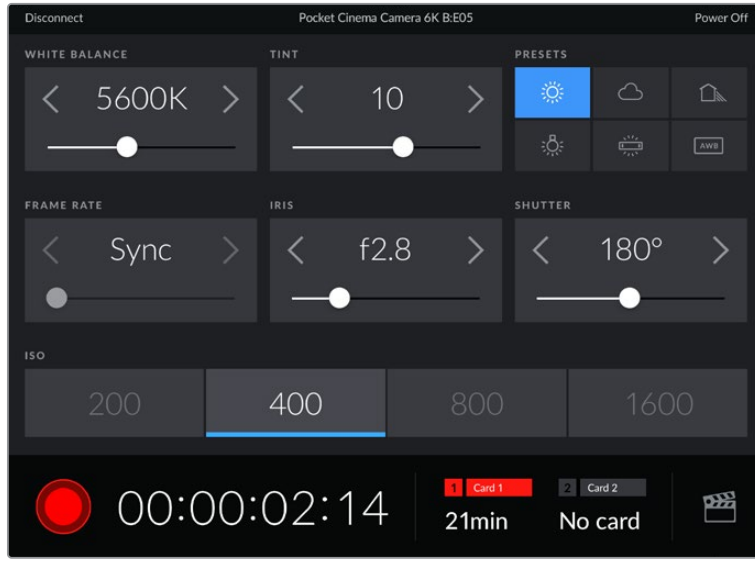 Disconnect Pocket Cinema Camera 6K B:E05 Power Off
WHITE BALANCE TINT PRESETS
5600K 10
AWB
FRAME RATE IRIS SHUTTER
Sync f2.8 180°
ISO
200 400 800 1600
1 Card 1 2 Card 2
00:00:02:14 21min No card